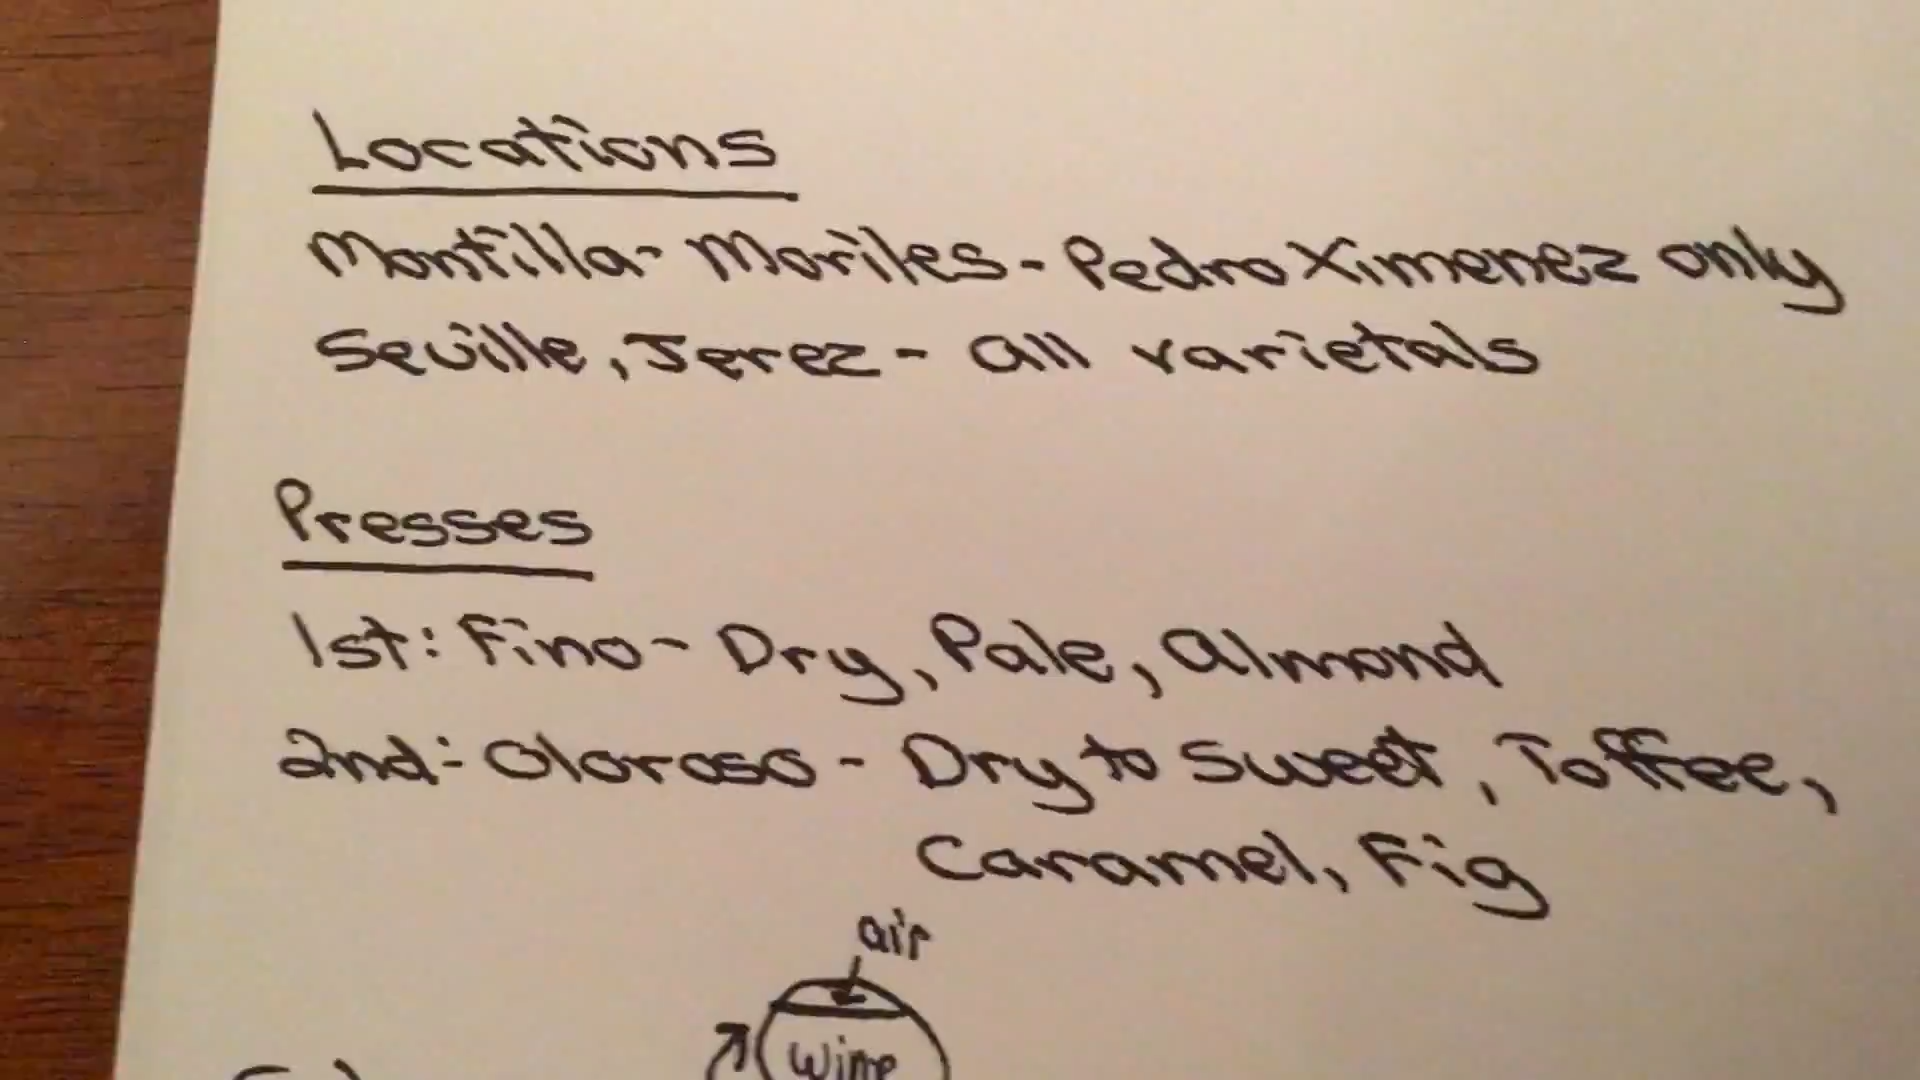 Locations
Montilla-Moriles-Pedro Ximenez only
Seville, Jerez - all varietals
Presses
1st: Fino - Dry, Pale, Almond
2nd: Oloroso - Dry to Sweet, Toffee,
Caramel, Fig
air
Wine